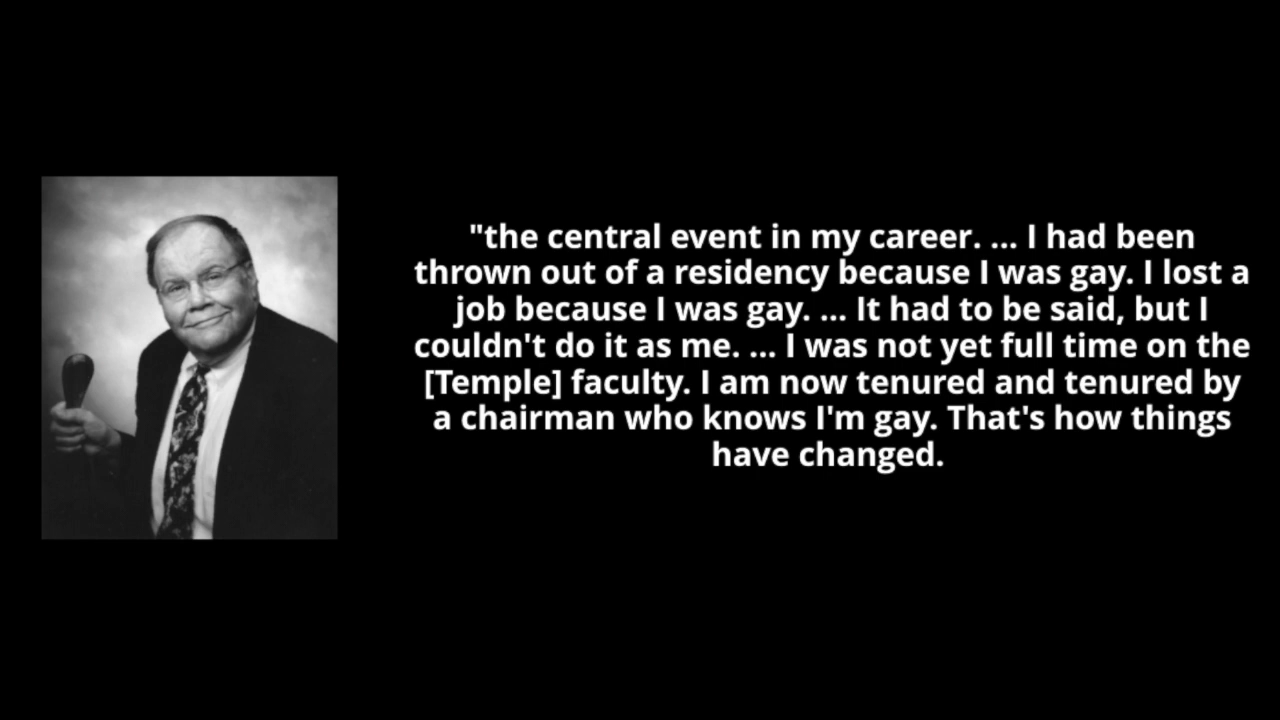 "the central event in my career. ... I had been
thrown out of a residency because I was gay. I lost a
job because I was gay. ... It had to be said, but I
couldn't do it as me. ... I was not yet full time on the
[Temple] faculty. I am now tenured and tenured by
a chairman who knows I'm gay. That's how things
have changed.